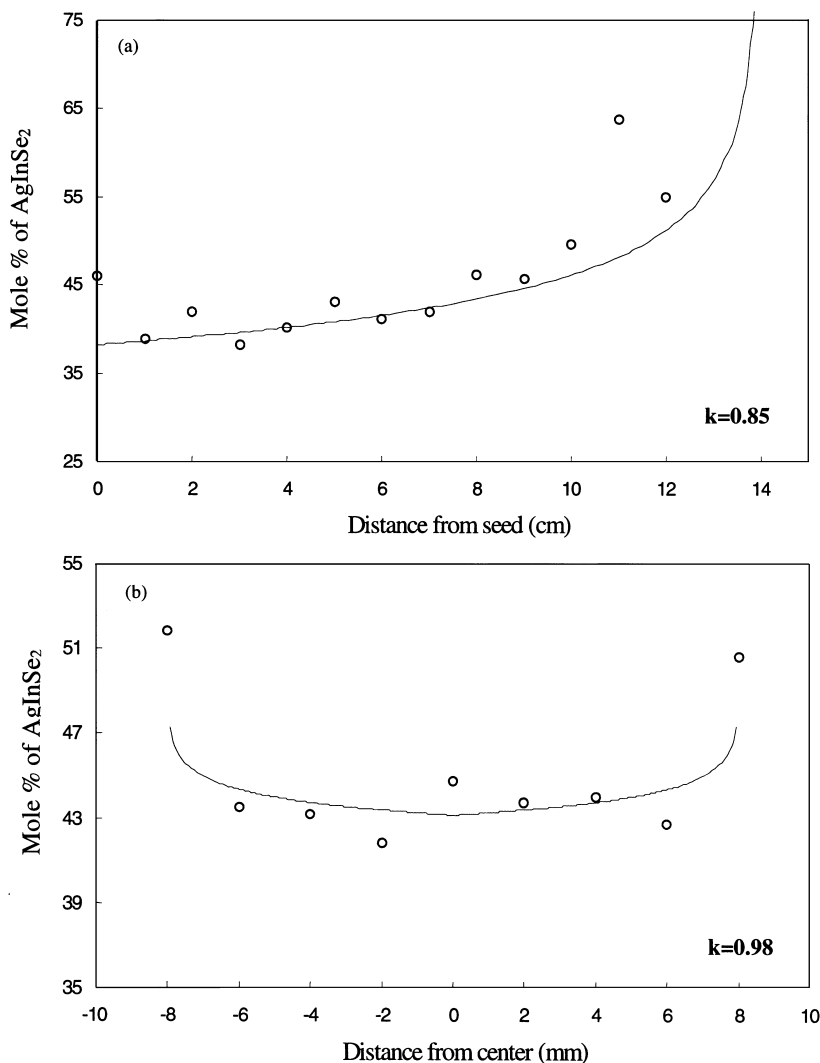 (a)
75
65
55
45
35
25
Mole % of AgInSe₂
k=0.85
0 2 4 6 8 10 12 14
Distance from seed (cm)
(b)
55
51
47
43
39
35
Mole % of AgInSe₂
k=0.98
-10 -8 -6 -4 -2 0 2 4 6 8 10
Distance from center (mm)